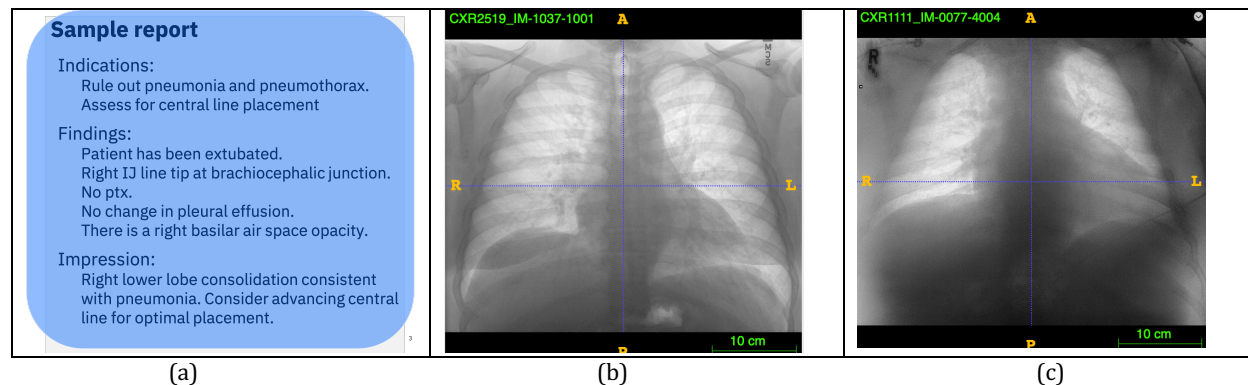 Sample report
Indications:
Rule out pneumonia and pneumothorax.
Assess for central line placement
Findings:
Patient has been extubated.
Right IJ line tip at brachiocephalic junction.
No ptx.
No change in pleural effusion.
There is a right basilar air space opacity.
Impression:
Right lower lobe consolidation consistent
with pneumonia. Consider advancing central
line for optimal placement.
3
CXR2519_IM-1037-1001
A
R
L
10 cm
CXR1111_IM-0077-4004
A
R
R
L
10 cm
P
(a)
(b)
(c)